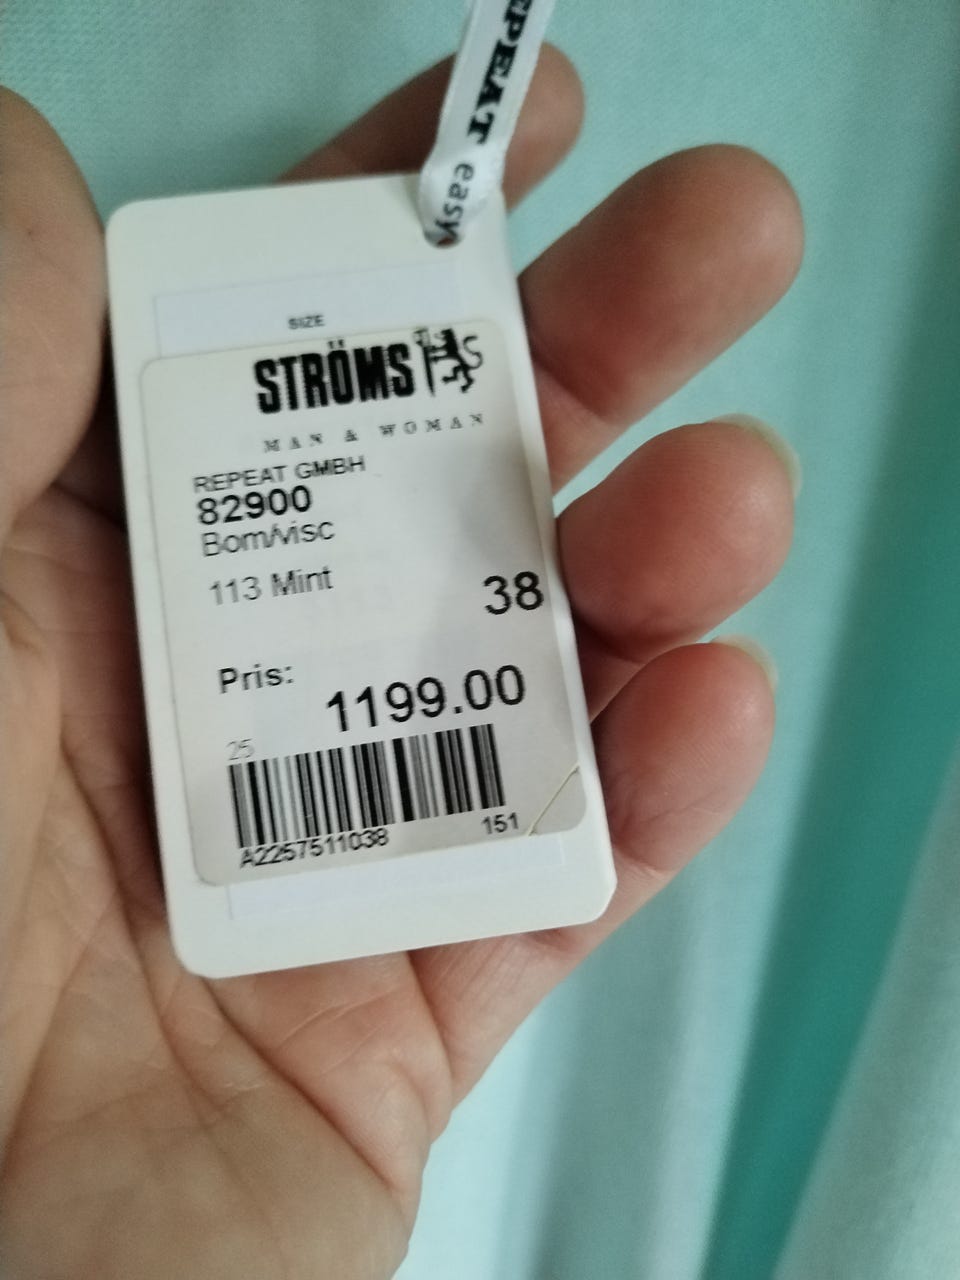 REPEAT easy
SIZE
STRÖMS
MAN & WOMAN
REPEAT GMBH
82900
Bom/visc
113 Mint
38
Pris:
1199.00
25
A2257511038
151